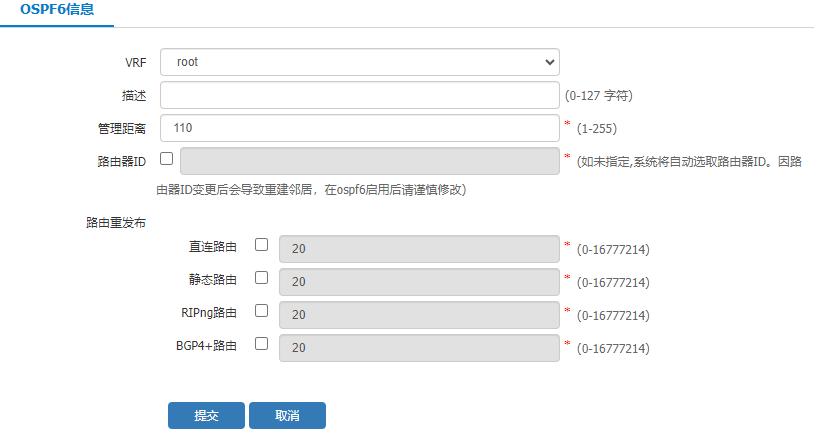 OSPF6信息
VRF root
描述 (0-127 字符)
管理距离 110 * (1-255)
路由器ID * (如未指定,系统将自动选取路由器ID。因路
由器ID变更后会导致重建邻居，在ospf6启用后请谨慎修改)
路由重发布
直连路由 20 * (0-16777214)
静态路由 20 * (0-16777214)
RIPng路由 20 * (0-16777214)
BGP4+路由 20 * (0-16777214)
提交 取消